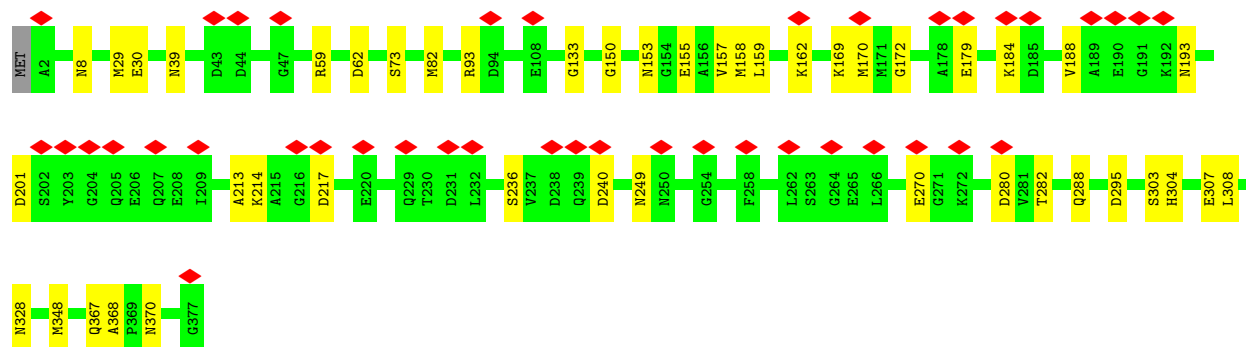 MET A2 N8 M29 E30 N39 D43 D44 G47 R59 D62 S73 M82 R93 D94 E108 G133 G150 N153 G154 E155 A156 V157 M158 L159 K162 K169 M170 M171 G172 A178 E179 K184 D185 V188 A189 E190 G191 K192 N193
D201 S202 Y203 G204 Q205 E206 Q207 E208 I209 A213 K214 A215 G216 D217 E220 Q229 T230 D231 L232 S236 V237 D238 Q239 D240 N249 N250 G254 F258 L262 S263 G264 E265 L266 E270 G271 K272 D280 V281 T282 Q288 D295 S303 H304 E307 L308
N328 M348 Q367 A368 P369 N370 G377